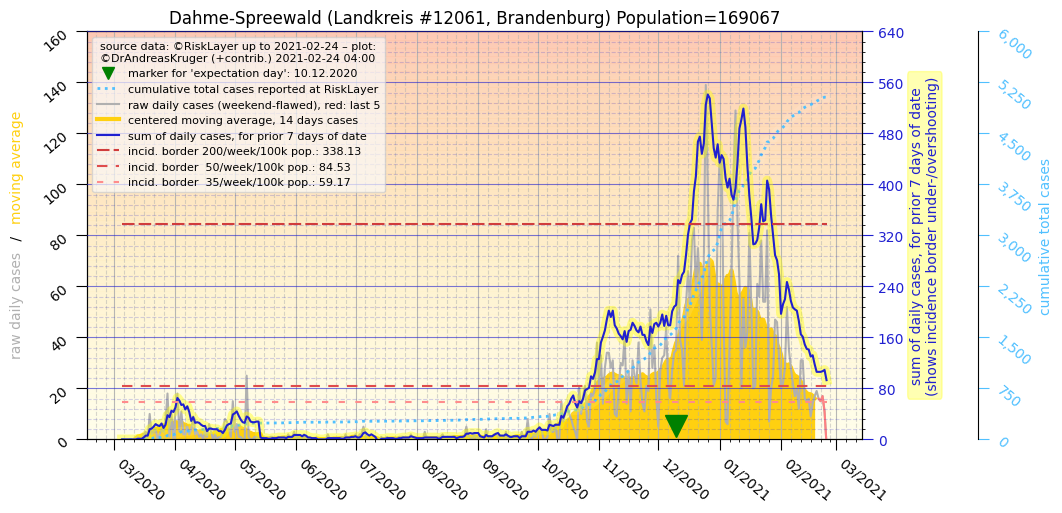 Dahme-Spreewald (Landkreis #12061, Brandenburg) Population=169067
source data: ©RiskLayer up to 2021-02-24 – plot:
©DrAndreasKruger (+contrib.) 2021-02-24 04:00
marker for 'expectation day': 10.12.2020
cumulative total cases reported at RiskLayer
raw daily cases (weekend-flawed), red: last 5
centered moving average, 14 days cases
sum of daily cases, for prior 7 days of date
incid. border 200/week/100k pop.: 338.13
incid. border  50/week/100k pop.: 84.53
incid. border  35/week/100k pop.: 59.17
raw daily cases / moving average
160
140
120
100
80
60
40
20
0
03/2020
04/2020
05/2020
06/2020
07/2020
08/2020
09/2020
10/2020
11/2020
12/2020
01/2021
02/2021
03/2021
640
560
480
400
320
240
160
80
0
sum of daily cases, for prior 7 days of date
(shows incidence border under-/overshooting)
6,000
5,250
4,500
3,750
3,000
2,250
1,500
750
0
cumulative total cases